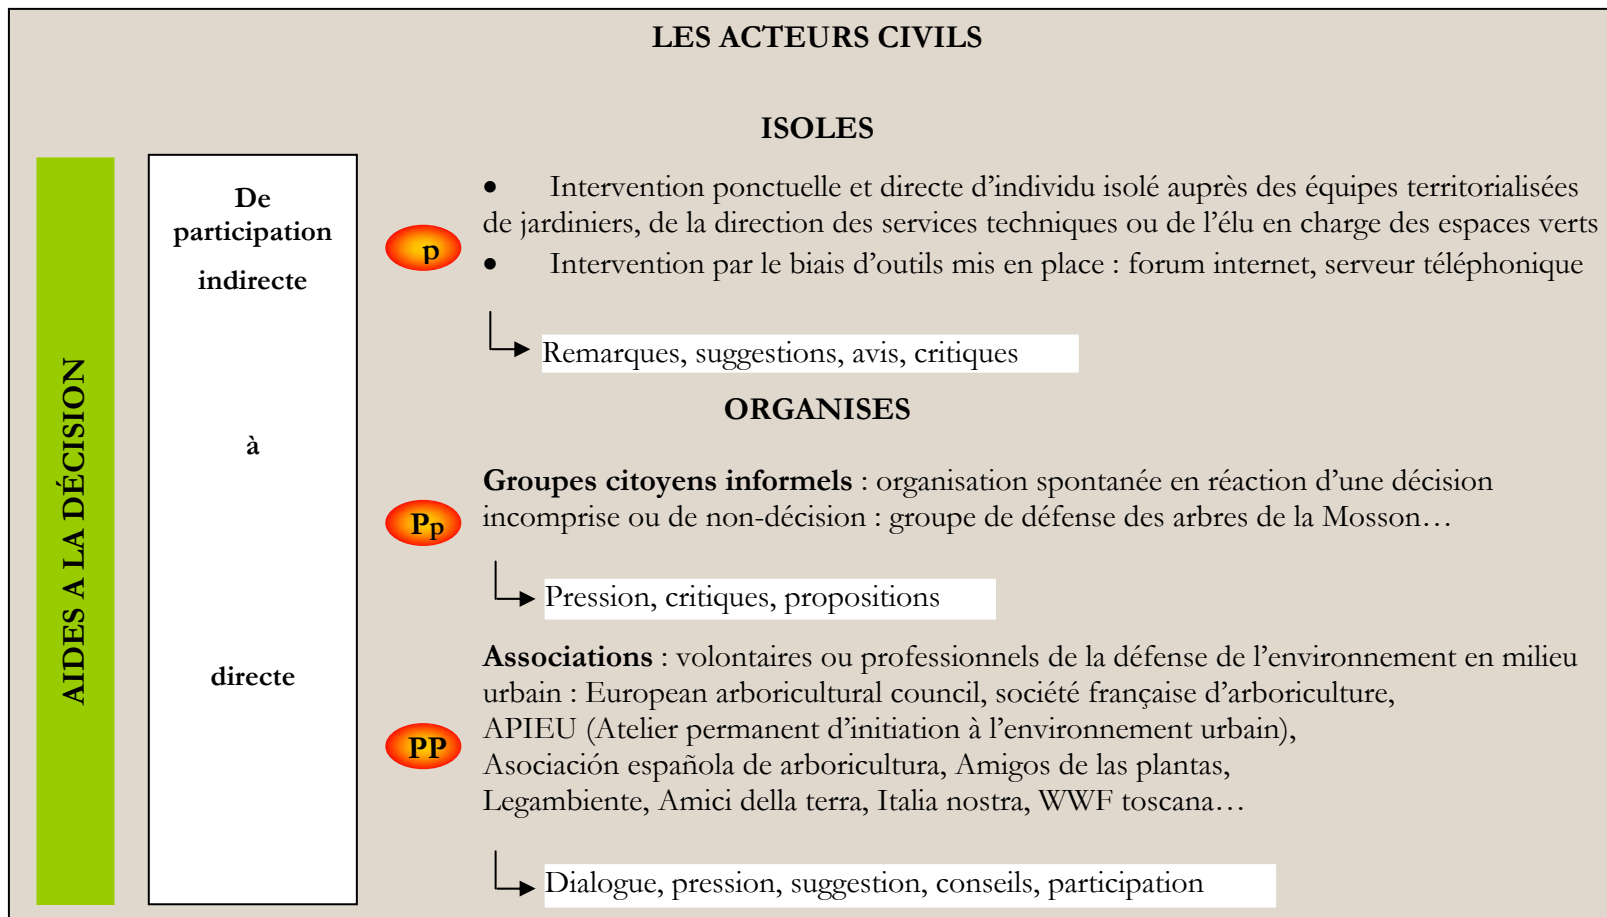 LES ACTEURS CIVILS
ISOLES
AIDES A LA DÉCISION
De
participation
indirecte
à
directe
p
• Intervention ponctuelle et directe d’individu isolé auprès des équipes territorialisées
de jardiniers, de la direction des services techniques ou de l’élu en charge des espaces verts
• Intervention par le biais d’outils mis en place : forum internet, serveur téléphonique
Remarques, suggestions, avis, critiques
ORGANISES
Pp
Groupes citoyens informels : organisation spontanée en réaction d’une décision
incomprise ou de non-décision : groupe de défense des arbres de la Mosson…
Pression, critiques, propositions
PP
Associations : volontaires ou professionnels de la défense de l’environnement en milieu
urbain : European arboricultural council, société française d’arboriculture,
APIEU (Atelier permanent d’initiation à l’environnement urbain),
Asociación española de arboricultura, Amigos de las plantas,
Legambiente, Amici della terra, Italia nostra, WWF toscana…
Dialogue, pression, suggestion, conseils, participation